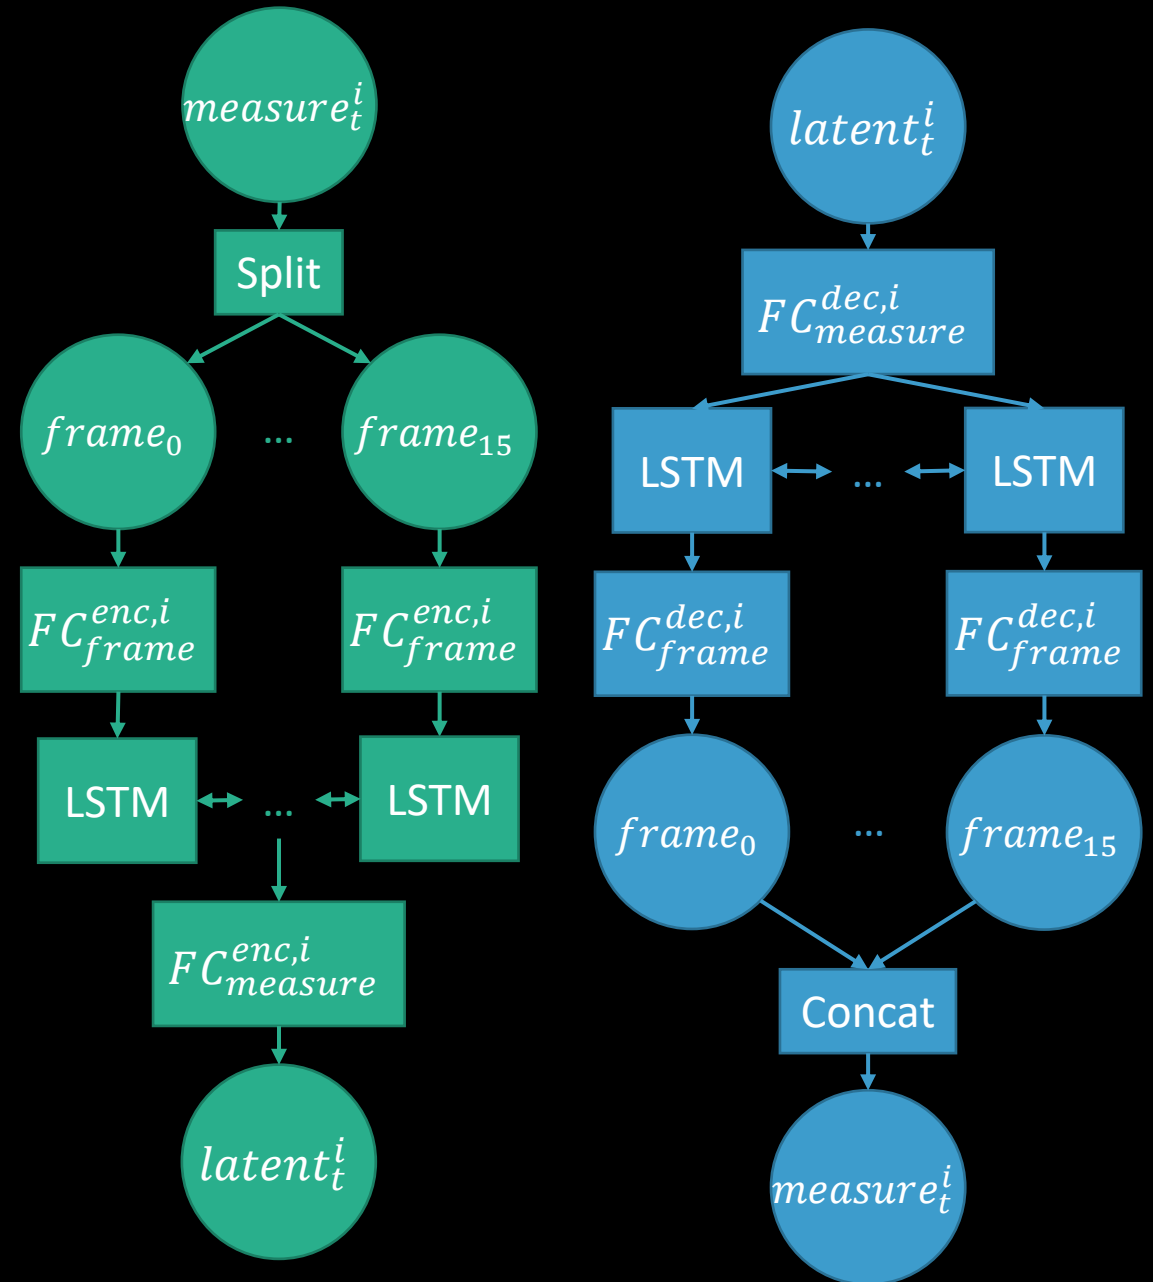 measure_t^i
Split
frame_0 ... frame_15
FC_frame^enc,i FC_frame^enc,i
LSTM ... LSTM
FC_measure^enc,i
latent_t^i
latent_t^i
FC_measure^dec,i
LSTM ... LSTM
FC_frame^dec,i FC_frame^dec,i
frame_0 ... frame_15
Concat
measure_t^i